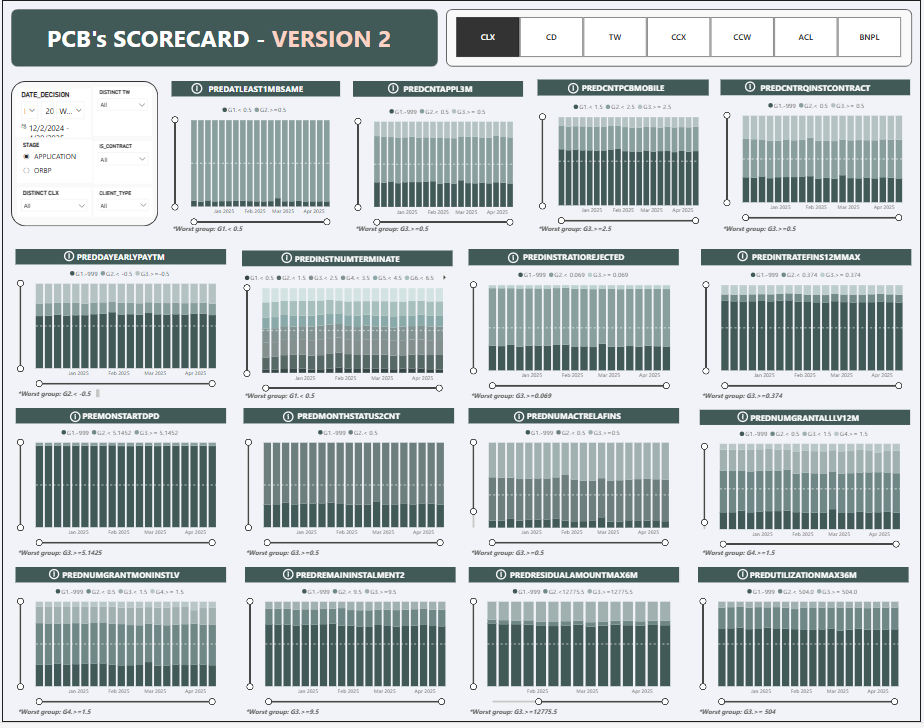 PCB's SCORECARD - VERSION 2
CLX
CD
TW
CCX
CCW
ACL
BNPL
DATE_DECISION
20
W...
12/2/2024 -
STAGE
APPLICATION
ORBP
DISTINCT CLX
All
DISTINCT TW
All
IS_CONTRACT
All
CLIENT_TYPE
All
PREDATLEAST1MBSAME
G1.< 0.5 G2.>=0.5
Jan 2025 Feb 2025 Mar 2025 Apr 2025
*Worst group: G1.< 0.5
PREDCNTAPPL3M
G1.-999 G2.< 0.5 G3.>= 0.5
Jan 2025 Feb 2025 Mar 2025 Apr 2025
*Worst group: G3.>=0.5
PREDCNTPCBMOBILE
G1.< 1.5 G2.< 2.5 G3.>= 2.5
Jan 2025 Feb 2025 Mar 2025 Apr 2025
*Worst group: G3.>=2.5
PREDCNTRQINSTCONTRACT
G1.-999 G2.< 0.5 G3.>= 0.5
Jan 2025 Feb 2025 Mar 2025 Apr 2025
*Worst group: G3.>=0.5
PREDDAYEARLYPAYTM
G1.-999 G2.< -0.5 G3.>=-0.5
Jan 2025 Feb 2025 Mar 2025 Apr 2025
*Worst group: G2.< -0.5
PREDINSTNUMTERMINATE
G1.< 0.5 G2.< 1.5 G3.< 2.5 G4.< 3.5 G5.< 4.5 G6.< 6.5
Jan 2025 Feb 2025 Mar 2025 Apr 2025
*Worst group: G1.< 0.5
PREDINSTRATIOREJECTED
G1.-999 G2.< 0.069 G3.>= 0.069
Jan 2025 Feb 2025 Mar 2025 Apr 2025
*Worst group: G3.>=0.069
PREDINTRATEFINS12MMAX
G1.-999 G2.< 0.374 G3.>= 0.374
Jan 2025 Feb 2025 Mar 2025 Apr 2025
*Worst group: G3.>=0.374
PREMONSTARTDPD
G1.-999 G2.< 5.1452 G3.>= 5.1452
Jan 2025 Feb 2025 Mar 2025 Apr 2025
*Worst group: G3.>=5.1425
PREDMONTHSTATUS2CNT
G1.-999 G2.< 0.5
Jan 2025 Feb 2025 Mar 2025 Apr 2025
*Worst group: G3.>=0.5
PREDNUMACTRELAFINS
G1.-999 G2.< 0.5 G3.>=0.5
Jan 2025 Feb 2025 Mar 2025 Apr 2025
*Worst group: G3.>=0.5
PREDNUMGRANTALLLV12M
G1.-999 G2.< 0.5 G3.< 1.5 G4.>= 1.5
Jan 2025 Feb 2025 Mar 2025 Apr 2025
*Worst group: G4.>=1.5
PREDNUMGRANTMONINSTLV
G1.-999 G2.< 0.5 G3.< 1.5 G4.>= 1.5
Jan 2025 Feb 2025 Mar 2025 Apr 2025
*Worst group: G4.>=1.5
PREDREMAININSTALMENT2
G1.-999 G2.< 9.5 G3.>=9.5
Jan 2025 Feb 2025 Mar 2025 Apr 2025
*Worst group: G3.>=9.5
PREDRESIDUALAMOUNTMAX6M
G1.-999 G2.<12775.5 G3.>=12775.5
Jan 2025 Feb 2025 Mar 2025 Apr 2025
*Worst group: G3.>=12775.5
PREDUTILIZATIONMAX36M
G1.-999 G2.< 504.0 G3.>= 504.0
Jan 2025 Feb 2025 Mar 2025 Apr 2025
*Worst group: G3.>= 504